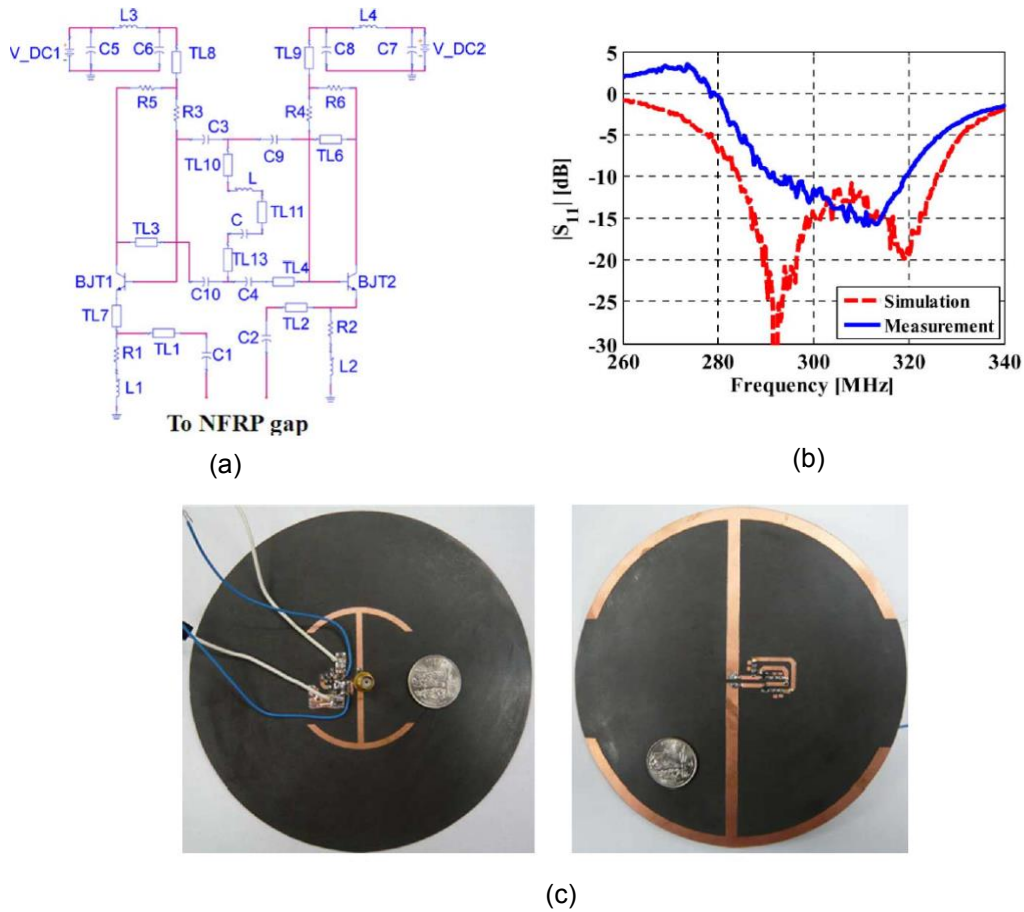 L3
L4
V_DC1
C5
C6
TL8
TL9
C8
C7
V_DC2
R5
R3
R4
R6
C3
C9
TL6
TL10
L
TL11
C
TL3
TL13
TL4
BJT1
C10
C4
BJT2
TL7
TL2
R2
R1
TL1
C1
C2
L1
L2
To NFRP gap
(a)
|S11| [dB]
5
0
-5
-10
-15
-20
-25
-30
Simulation
Measurement
260
280
300
320
340
Frequency [MHz]
(b)
(c)